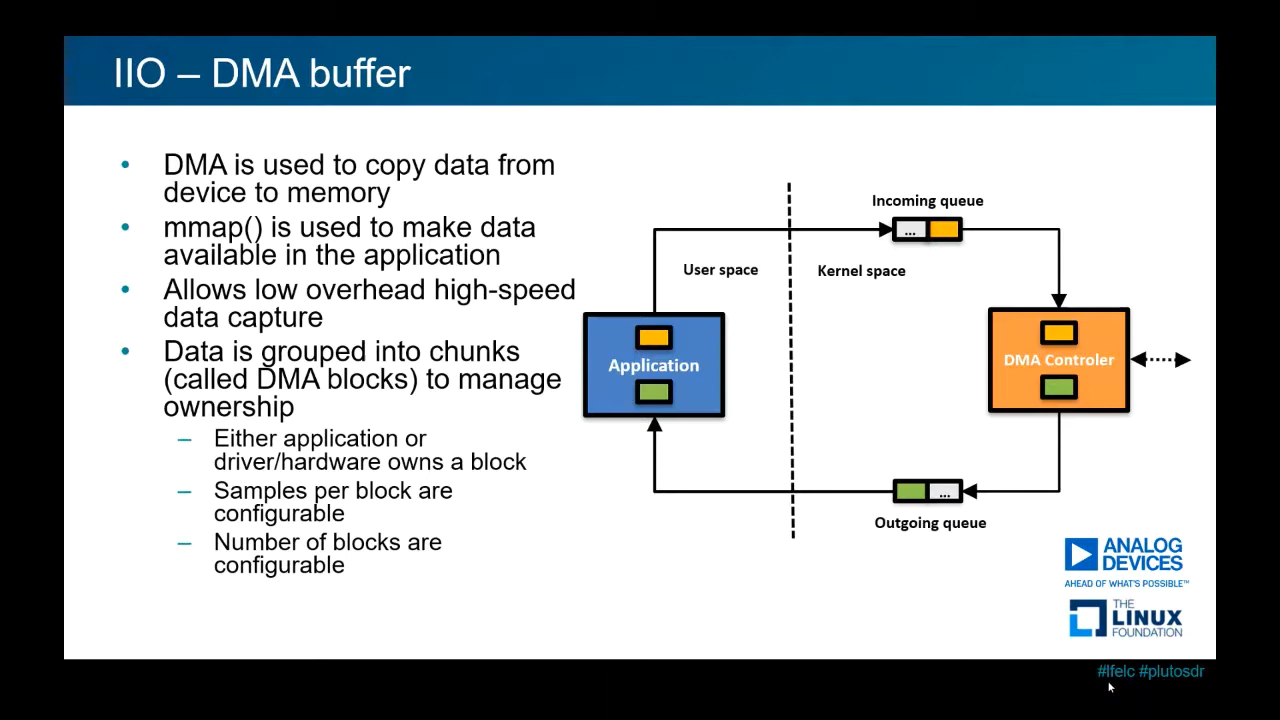 IIO – DMA buffer
• DMA is used to copy data from
device to memory
• mmap() is used to make data
available in the application
• Allows low overhead high-speed
data capture
• Data is grouped into chunks
(called DMA blocks) to manage
ownership
– Either application or
driver/hardware owns a block
– Samples per block are
configurable
– Number of blocks are
configurable
Incoming queue
...
User space
Kernel space
Application
DMA Controler
...
Outgoing queue
ANALOG
DEVICES
AHEAD OF WHAT'S POSSIBLE™
THE
LINUX
FOUNDATION
#lfelc #plutosdr